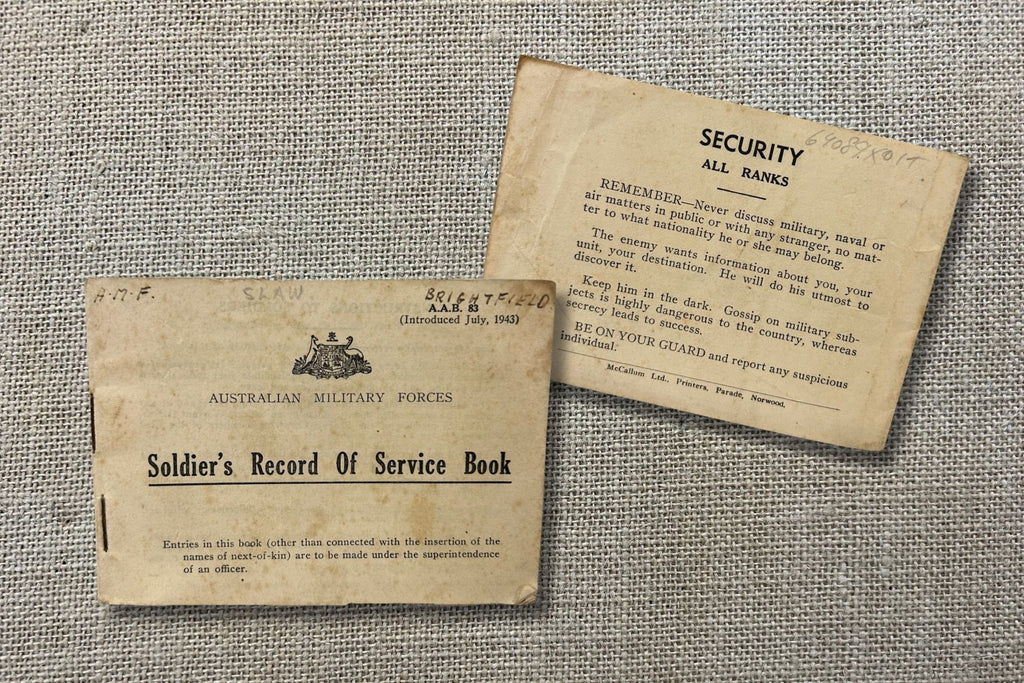 A.M.F. SLAW BRIGHTFIELD
A.A.B. 83
(Introduced July, 1943)
AUSTRALIAN MILITARY FORCES
Soldier's Record Of Service Book
Entries in this book (other than connected with the insertion of the
names of next-of-kin) are to be made under the superintendence
of an officer.
SECURITY
ALL RANKS
REMEMBER—Never discuss military, naval or
air matters in public or with any stranger, no mat-
ter to what nationality he or she may belong.
The enemy wants information about you, your
unit, your destination. He will do his utmost to
discover it.
Keep him in the dark. Gossip on military sub-
jects is highly dangerous to the country, whereas
secrecy leads to success.
BE ON YOUR GUARD and report any suspicious
individual.
McCallum Ltd., Printers, Parade, Norwood.